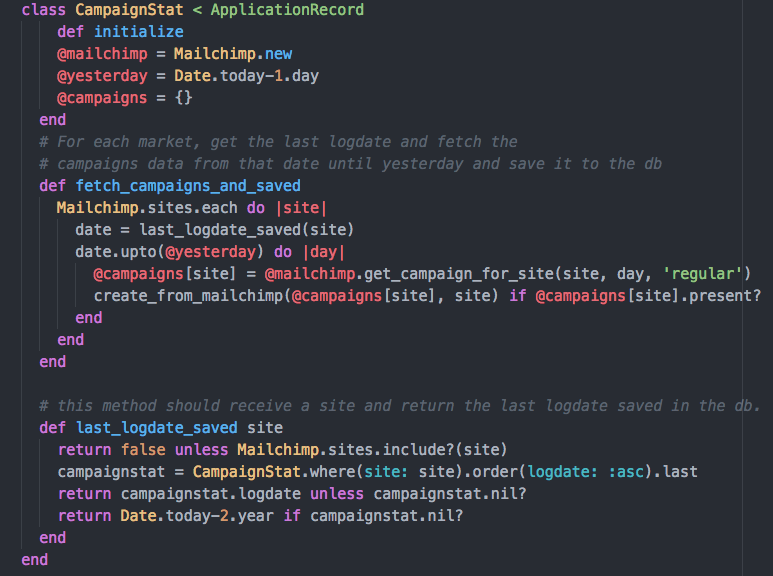 class CampaignStat < ApplicationRecord
def initialize
@mailchimp = Mailchimp.new
@yesterday = Date.today-1.day
@campaigns = {}
end
# For each market, get the last logdate and fetch the
# campaigns data from that date until yesterday and save it to the db
def fetch_campaigns_and_saved
Mailchimp.sites.each do |site|
date = last_logdate_saved(site)
date.upto(@yesterday) do |day|
@campaigns[site] = @mailchimp.get_campaign_for_site(site, day, 'regular')
create_from_mailchimp(@campaigns[site], site) if @campaigns[site].present?
end
end
end
# this method should receive a site and return the last logdate saved in the db.
def last_logdate_saved site
return false unless Mailchimp.sites.include?(site)
campaignstat = CampaignStat.where(site: site).order(logdate: :asc).last
return campaignstat.logdate unless campaignstat.nil?
return Date.today-2.year if campaignstat.nil?
end
end